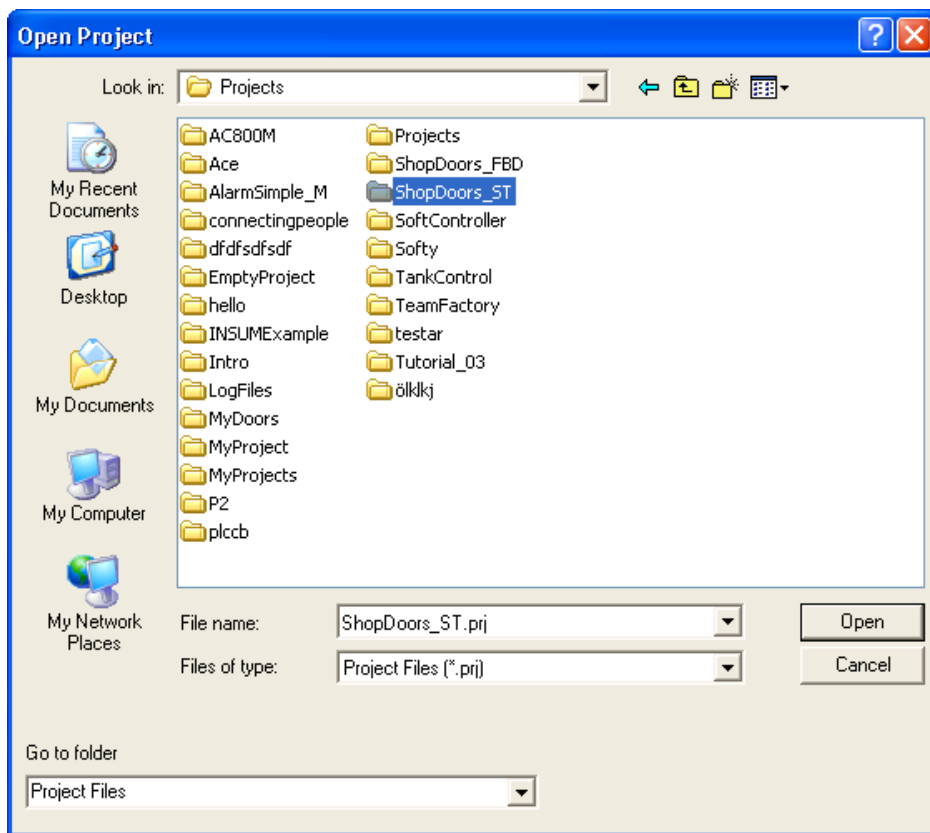 Open Project
Look in: Projects
My Recent
Documents
Desktop
My Documents
My Computer
My Network
Places
AC800M
Ace
AlarmSimple_M
connectingpeople
dfdfsdfsdf
EmptyProject
hello
INSUMExample
Intro
LogFiles
MyDoors
MyProject
MyProjects
P2
plccb
Projects
ShopDoors_FBD
ShopDoors_ST
SoftController
Softy
TankControl
TeamFactory
testar
Tutorial_03
ölklkj
File name: ShopDoors_ST.prj Open
Files of type: Project Files (*.prj) Cancel
Go to folder
Project Files